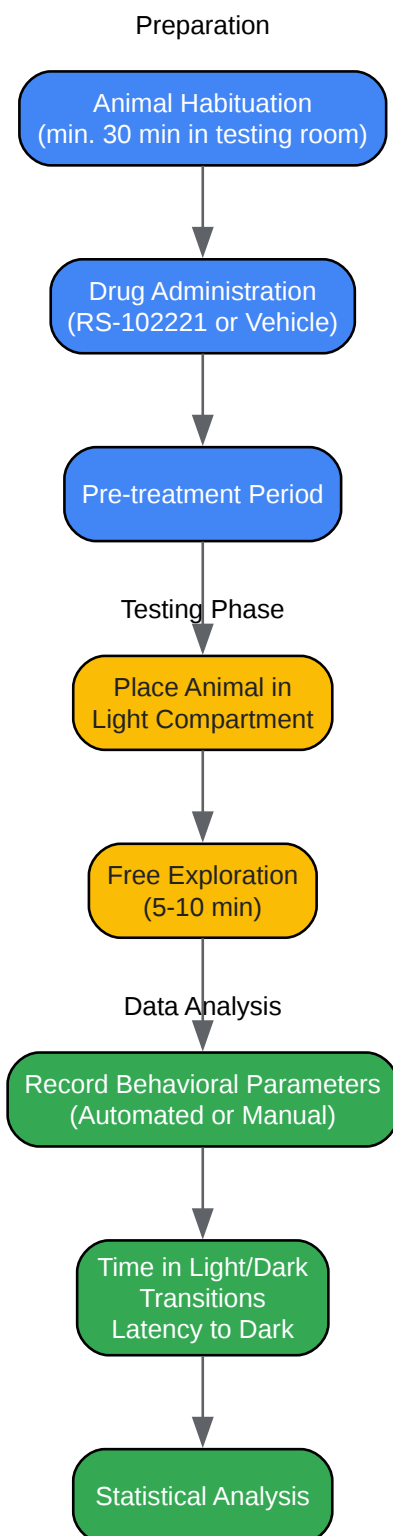 Preparation
Animal Habituation
(min. 30 min in testing room)
Drug Administration
(RS-102221 or Vehicle)
Pre-treatment Period
Testing Phase
Place Animal in
Light Compartment
Free Exploration
(5-10 min)
Data Analysis
Record Behavioral Parameters
(Automated or Manual)
Time in Light/Dark
Transitions
Latency to Dark
Statistical Analysis